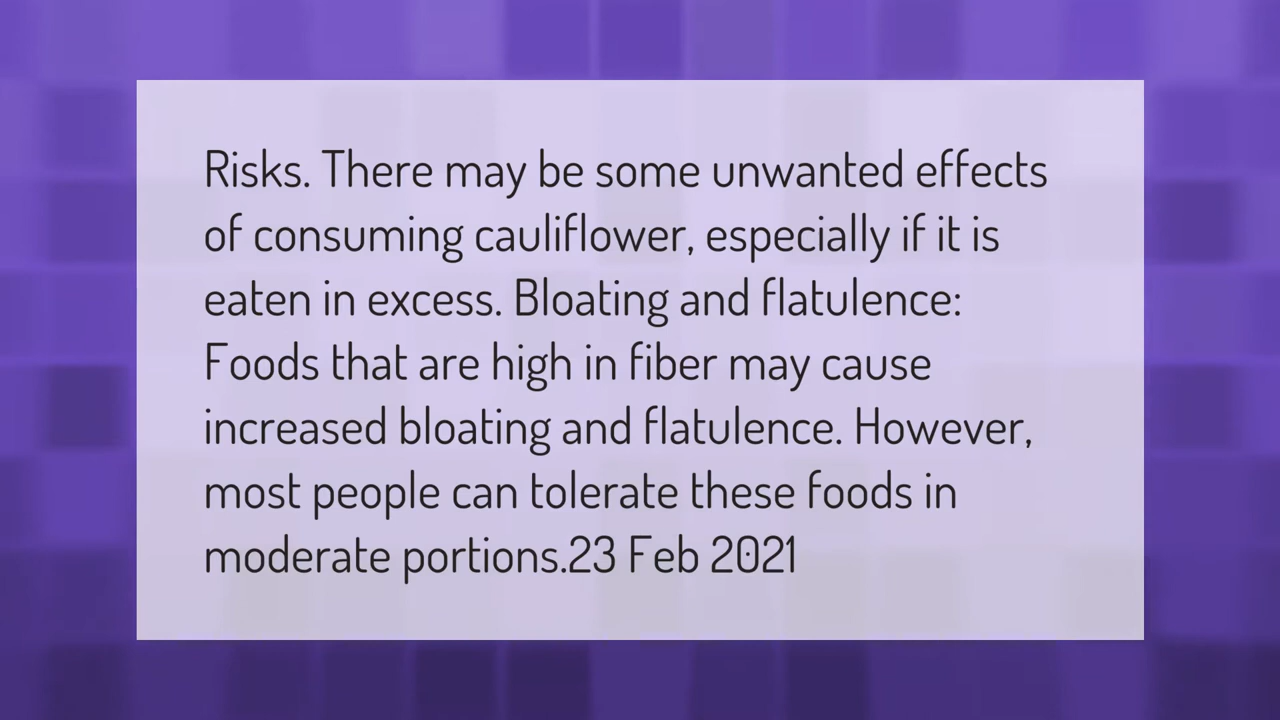 Risks. There may be some unwanted effects
of consuming cauliflower, especially if it is
eaten in excess. Bloating and flatulence:
Foods that are high in fiber may cause
increased bloating and flatulence. However,
most people can tolerate these foods in
moderate portions.23 Feb 2021